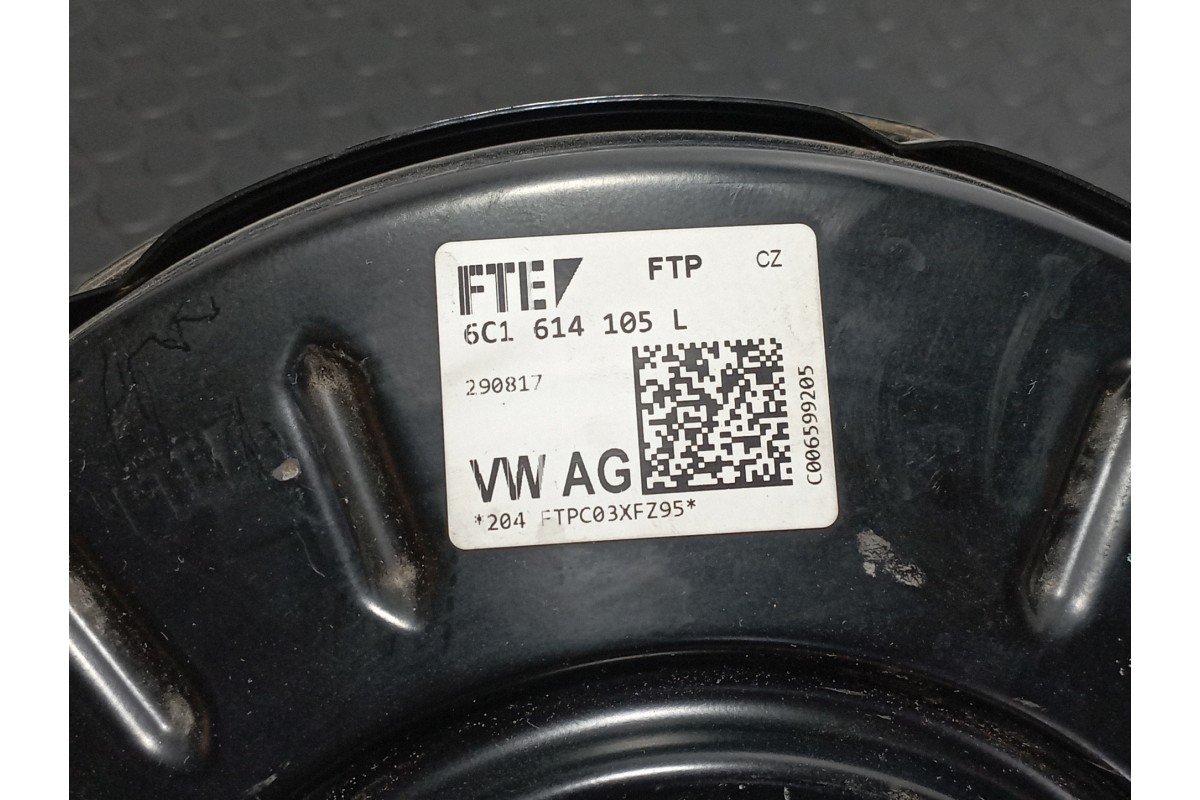 FTE FTP CZ
6C1 614 105 L
290817
VW AG
*204 FTPC03XFZ95*
C006599205